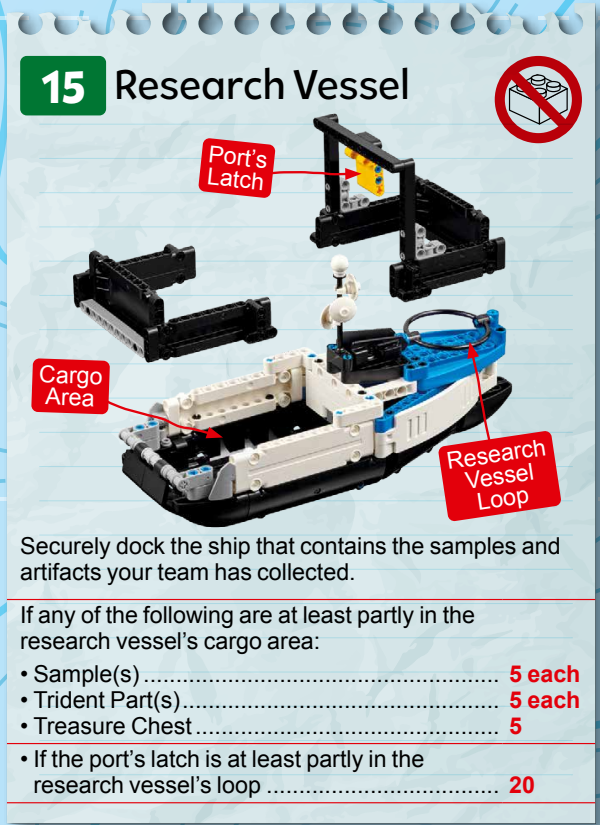 15 Research Vessel
Port's
Latch
Cargo
Area
Research
Vessel
Loop
Securely dock the ship that contains the samples and
artifacts your team has collected.
If any of the following are at least partly in the
research vessel's cargo area:
• Sample(s) ................................................... 5 each
• Trident Part(s) ............................................. 5 each
• Treasure Chest ............................................ 5
• If the port's latch is at least partly in the
research vessel's loop ................................... 20